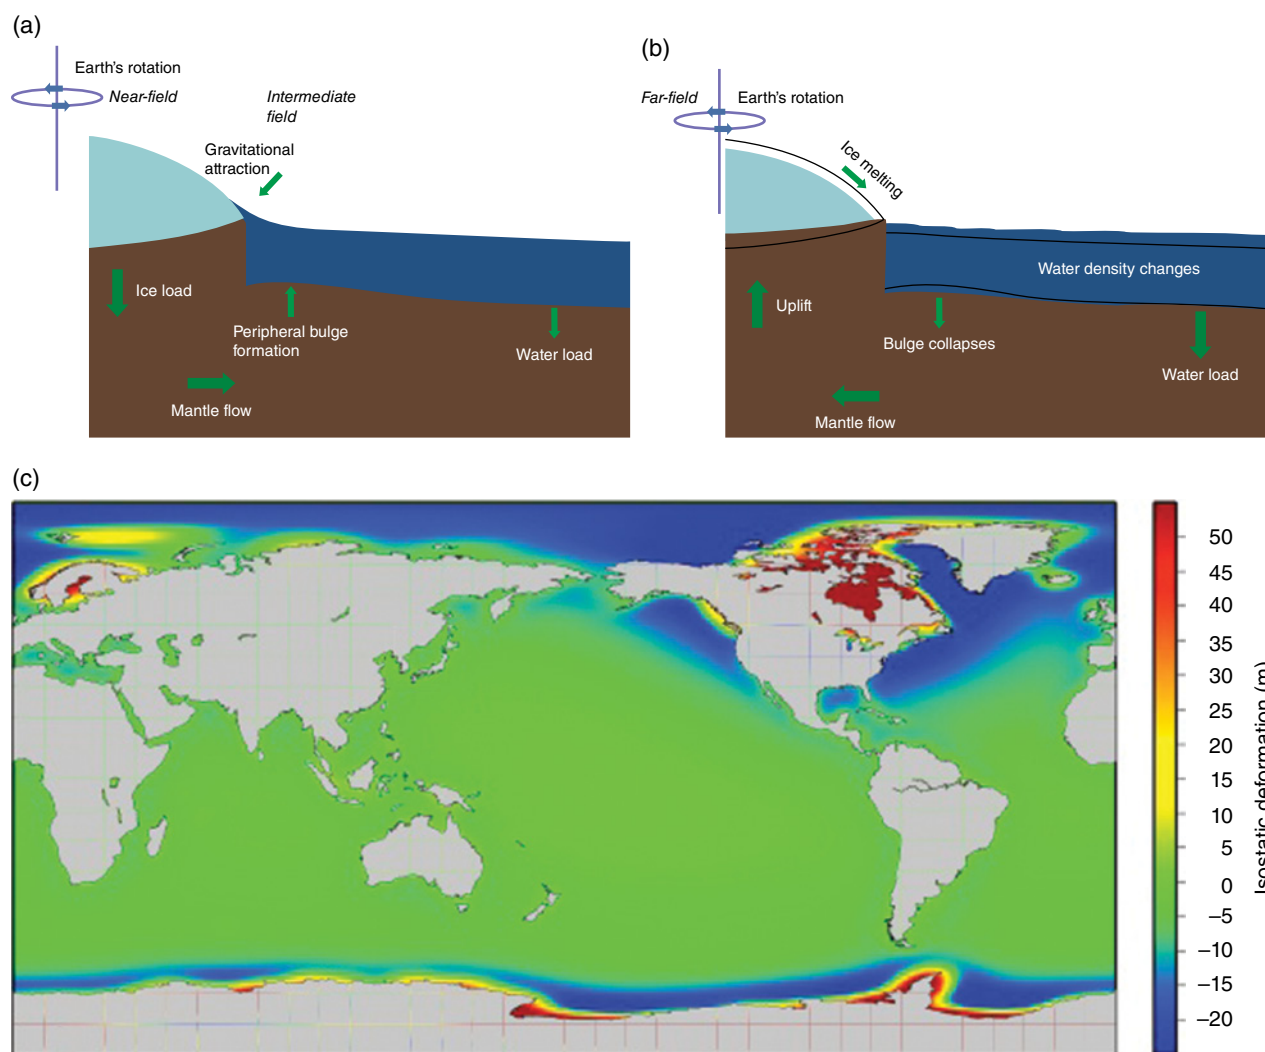 (a)
Earth's rotation
Near-field
Intermediate
field
Gravitational
attraction
Ice load
Peripheral bulge
formation
Water load
Mantle flow
(b)
Far-field
Earth's rotation
Ice melting
Water density changes
Uplift
Bulge collapses
Water load
Mantle flow
(c)
50
45
40
35
30
25
20
15
10
5
0
–5
–10
–15
–20
Isostatic deformation (m)